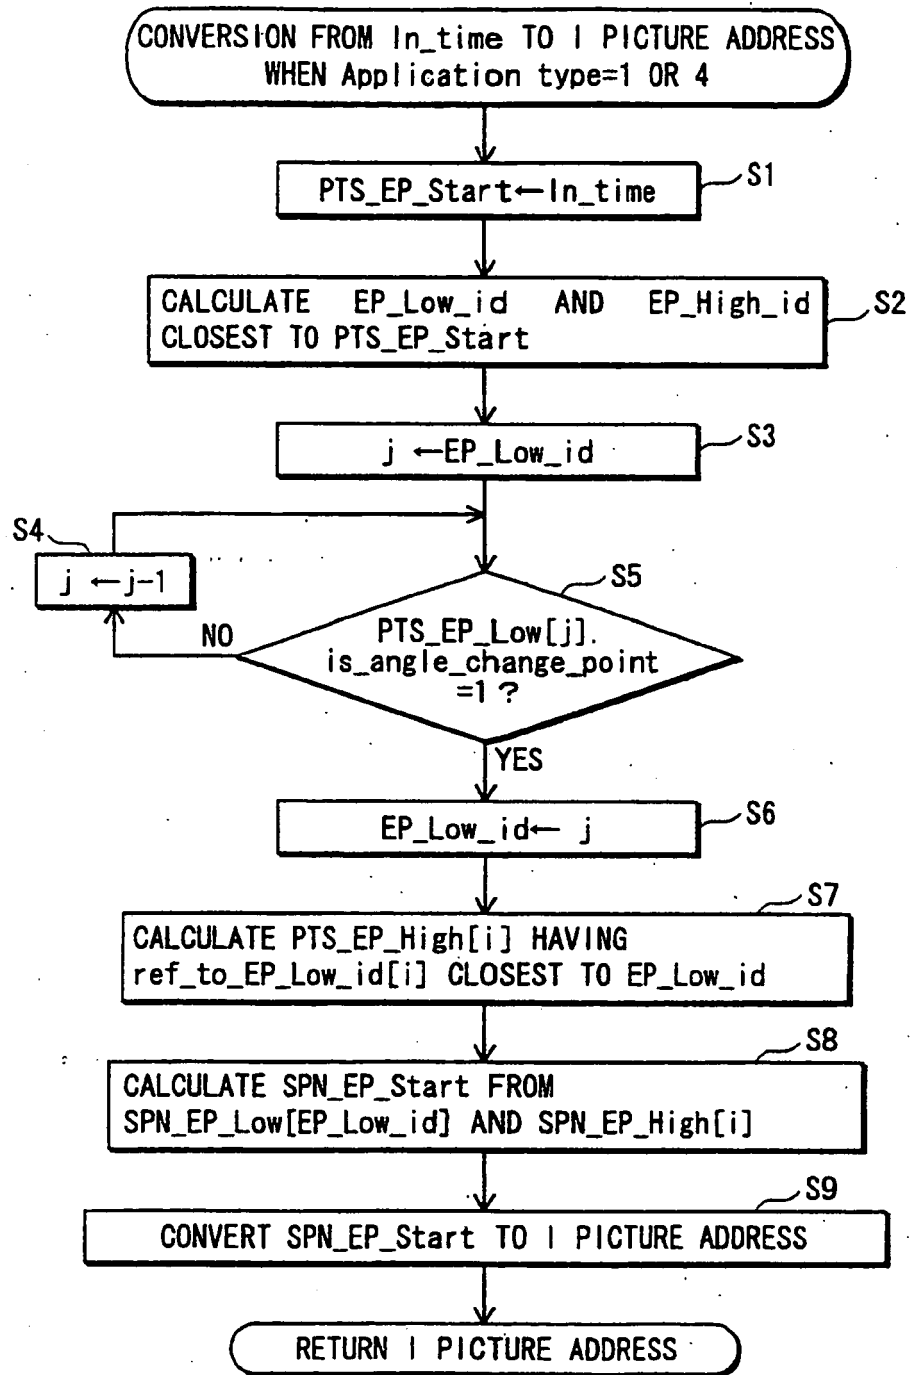 CONVERSION FROM In_time TO I PICTURE ADDRESS
WHEN Application type=1 OR 4
S1
PTS_EP_Start←In_time
S2
CALCULATE EP_Low_id AND EP_High_id
CLOSEST TO PTS_EP_Start
S3
j ←EP_Low_id
S4
j ←j-1
S5
NO
PTS_EP_Low[j].
is_angle_change_point
=1 ?
YES
S6
EP_Low_id← j
S7
CALCULATE PTS_EP_High[i] HAVING
ref_to_EP_Low_id[i] CLOSEST TO EP_Low_id
S8
CALCULATE SPN_EP_Start FROM
SPN_EP_Low[EP_Low_id] AND SPN_EP_High[i]
S9
CONVERT SPN_EP_Start TO I PICTURE ADDRESS
RETURN I PICTURE ADDRESS